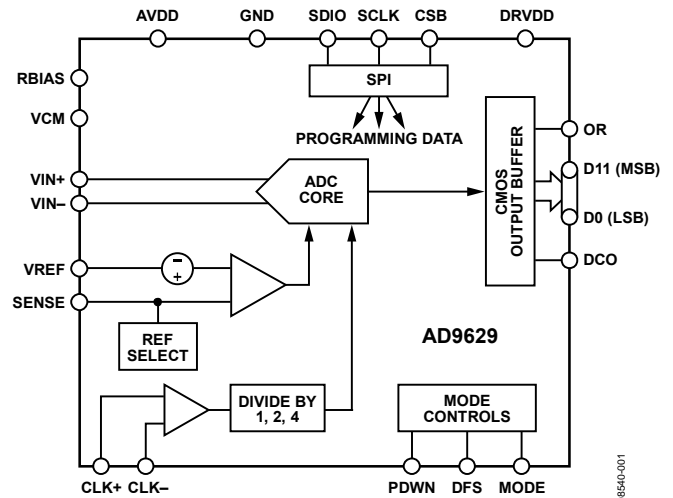 AVDD GND SDIO SCLK CSB DRVDD
RBIAS
SPI
VCM
PROGRAMMING DATA
OR
VIN+
ADC
CORE
CMOS
OUTPUT BUFFER
D11 (MSB)
VIN–
D0 (LSB)
VREF
–
+
DCO
SENSE
REF
SELECT
AD9629
DIVIDE BY
1, 2, 4
MODE
CONTROLS
CLK+ CLK– PDWN DFS MODE